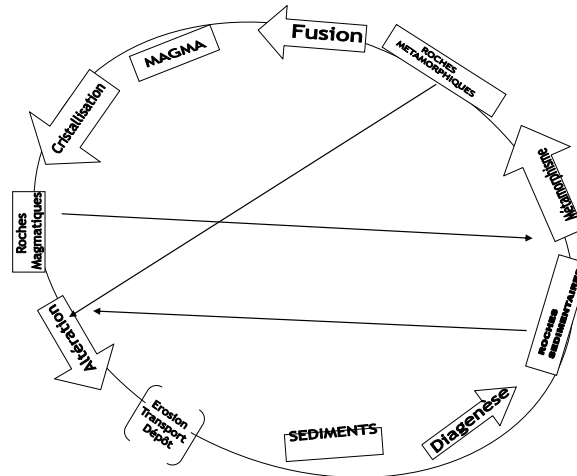 Fusion
ROCHES
METAMORPHIQUES
MAGMA
Cristallisation
Métamorphisme
Roches
Magmatiques
ROCHES
SEDIMENTAIRES
Altération
Erosion
Transport
Dépôt
SEDIMENTS
Diagenèse